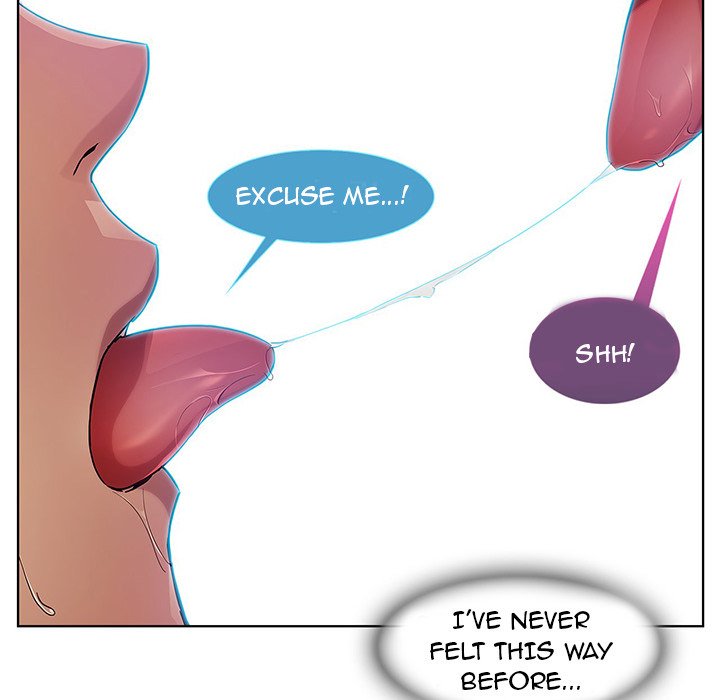 EXCUSE ME...!
SHH!
I'VE NEVER
FELT THIS WAY
BEFORE...